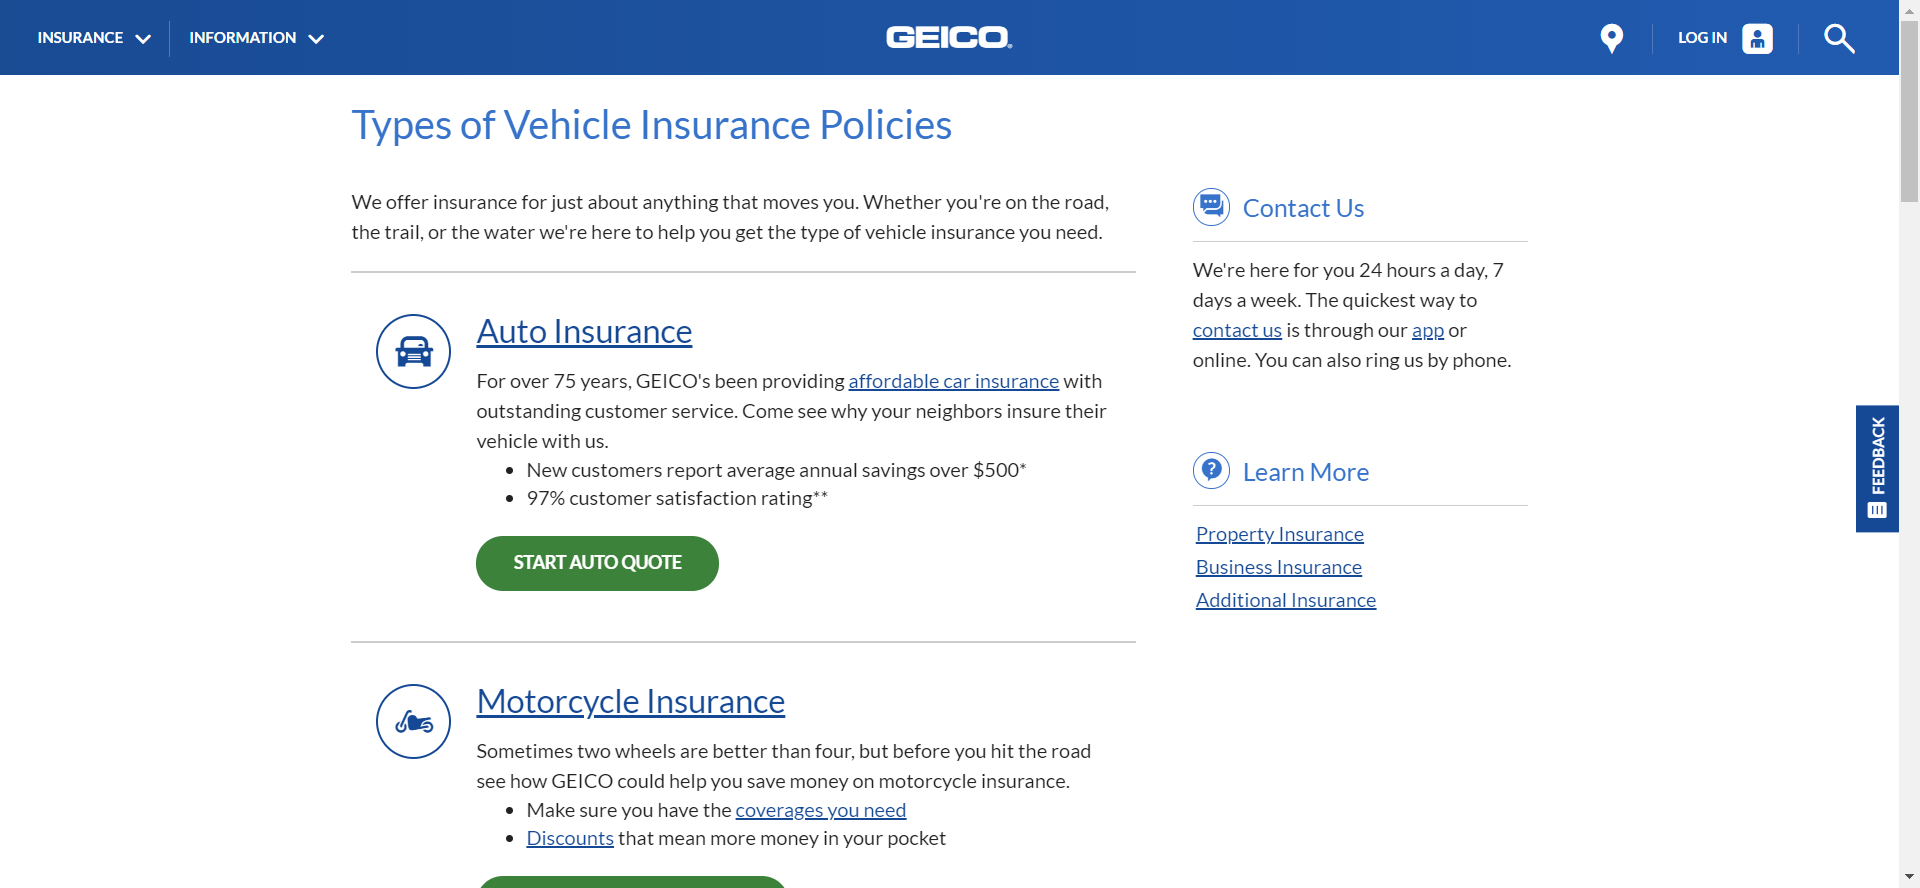 INSURANCE
INFORMATION
GEICO
LOG IN
Types of Vehicle Insurance Policies
We offer insurance for just about anything that moves you. Whether you're on the road,
the trail, or the water we're here to help you get the type of vehicle insurance you need.
Auto Insurance
For over 75 years, GEICO's been providing affordable car insurance with
outstanding customer service. Come see why your neighbors insure their
vehicle with us.
• New customers report average annual savings over $500*
• 97% customer satisfaction rating**
START AUTO QUOTE
Motorcycle Insurance
Sometimes two wheels are better than four, but before you hit the road
see how GEICO could help you save money on motorcycle insurance.
• Make sure you have the coverages you need
• Discounts that mean more money in your pocket
Contact Us
We're here for you 24 hours a day, 7
days a week. The quickest way to
contact us is through our app or
online. You can also ring us by phone.
Learn More
Property Insurance
Business Insurance
Additional Insurance
FEEDBACK